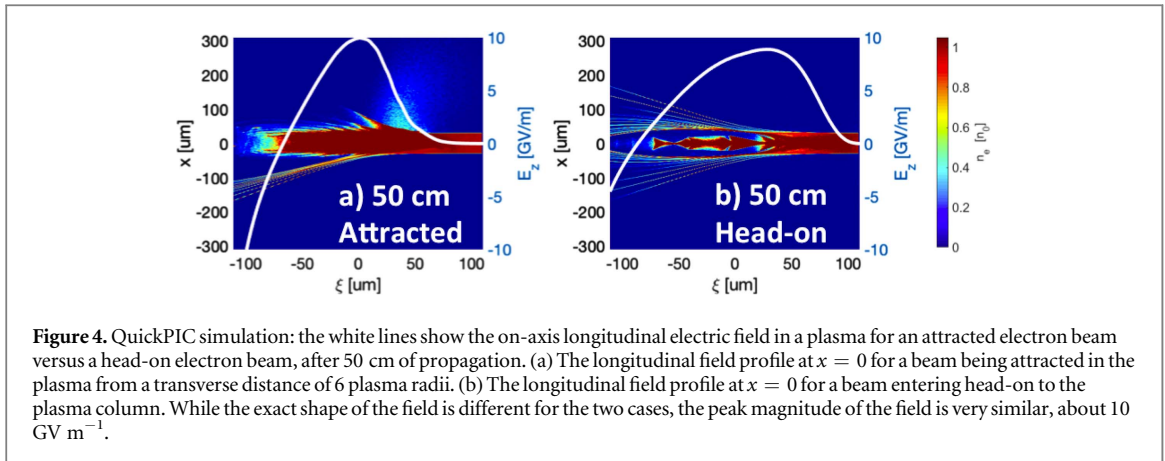 300
200
100
0
-100
-200
-300
x [um]
-100 -50 0 50 100
ξ [um]
10
5
0
-5
-10
E_z [GV/m]
a) 50 cm
Attracted
300
200
100
0
-100
-200
-300
x [um]
-100 -50 0 50 100
ξ [um]
10
5
0
-5
-10
E_z [GV/m]
b) 50 cm
Head-on
1
0.8
0.6
0.4
0.2
0
n_e [n_0]
Figure 4. QuickPIC simulation: the white lines show the on-axis longitudinal electric field in a plasma for an attracted electron beam
versus a head-on electron beam, after 50 cm of propagation. (a) The longitudinal field profile at x = 0 for a beam being attracted in the
plasma from a transverse distance of 6 plasma radii. (b) The longitudinal field profile at x = 0 for a beam entering head-on to the
plasma column. While the exact shape of the field is different for the two cases, the peak magnitude of the field is very similar, about 10
GV m⁻¹.